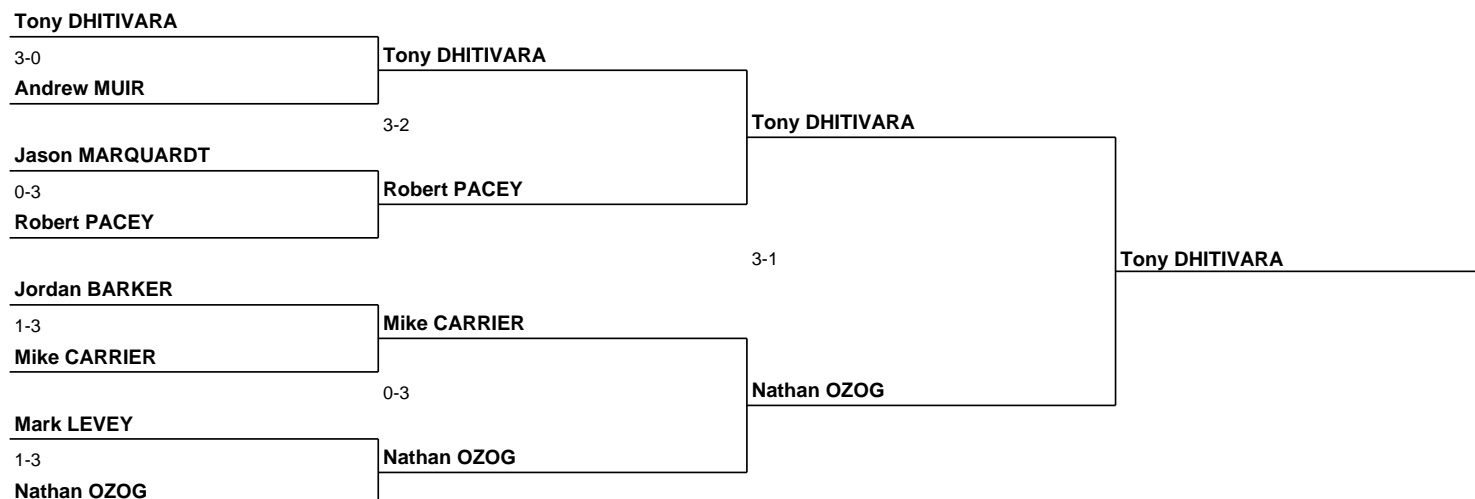 Tony DHITIVARA
3-0
Andrew MUIR
Tony DHITIVARA
3-2
Jason MARQUARDT
0-3
Robert PACEY
Robert PACEY
Tony DHITIVARA
3-1
Tony DHITIVARA
Jordan BARKER
1-3
Mike CARRIER
Mike CARRIER
0-3
Mark LEVEY
1-3
Nathan OZOG
Nathan OZOG
Nathan OZOG